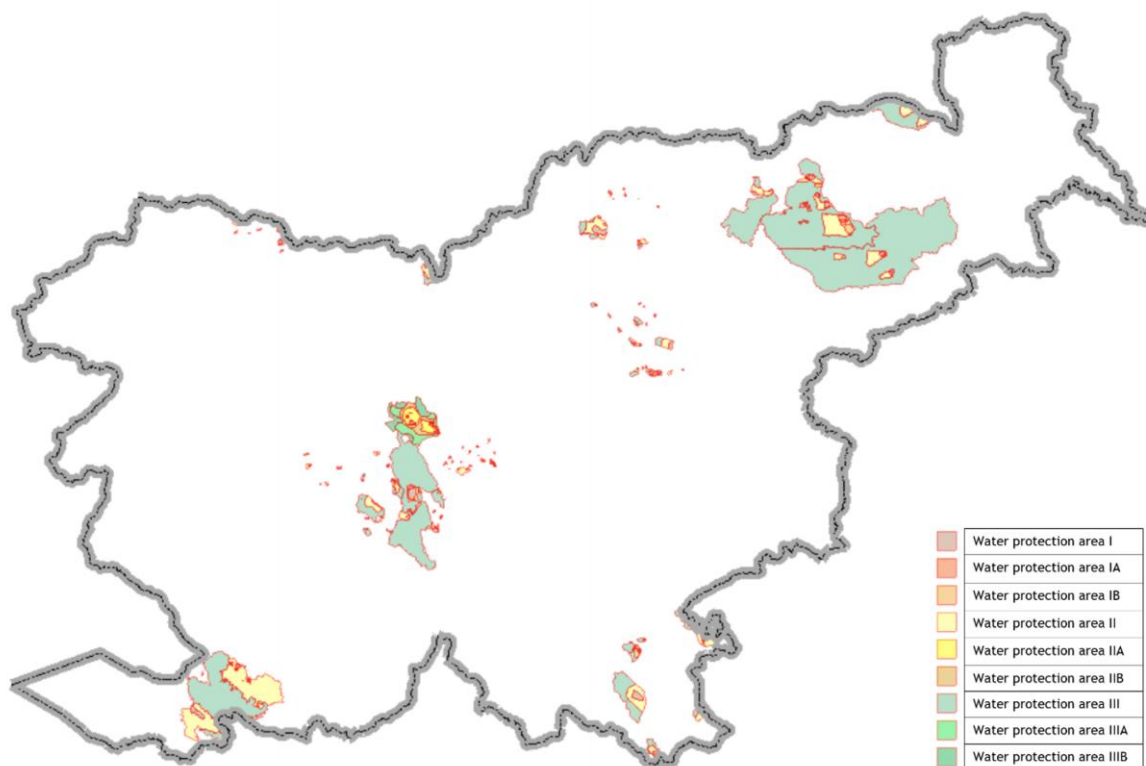 Water protection area I
Water protection area IA
Water protection area IB
Water protection area II
Water protection area IIA
Water protection area IIB
Water protection area III
Water protection area IIIA
Water protection area IIIB